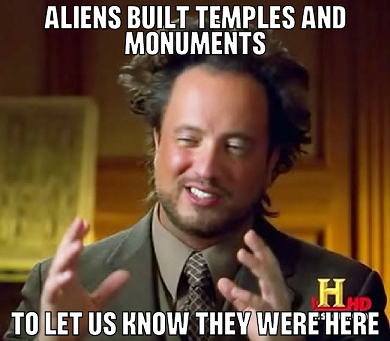 ALIENS BUILT TEMPLES AND
MONUMENTS
H
HD
TO LET US KNOW THEY WERE HERE